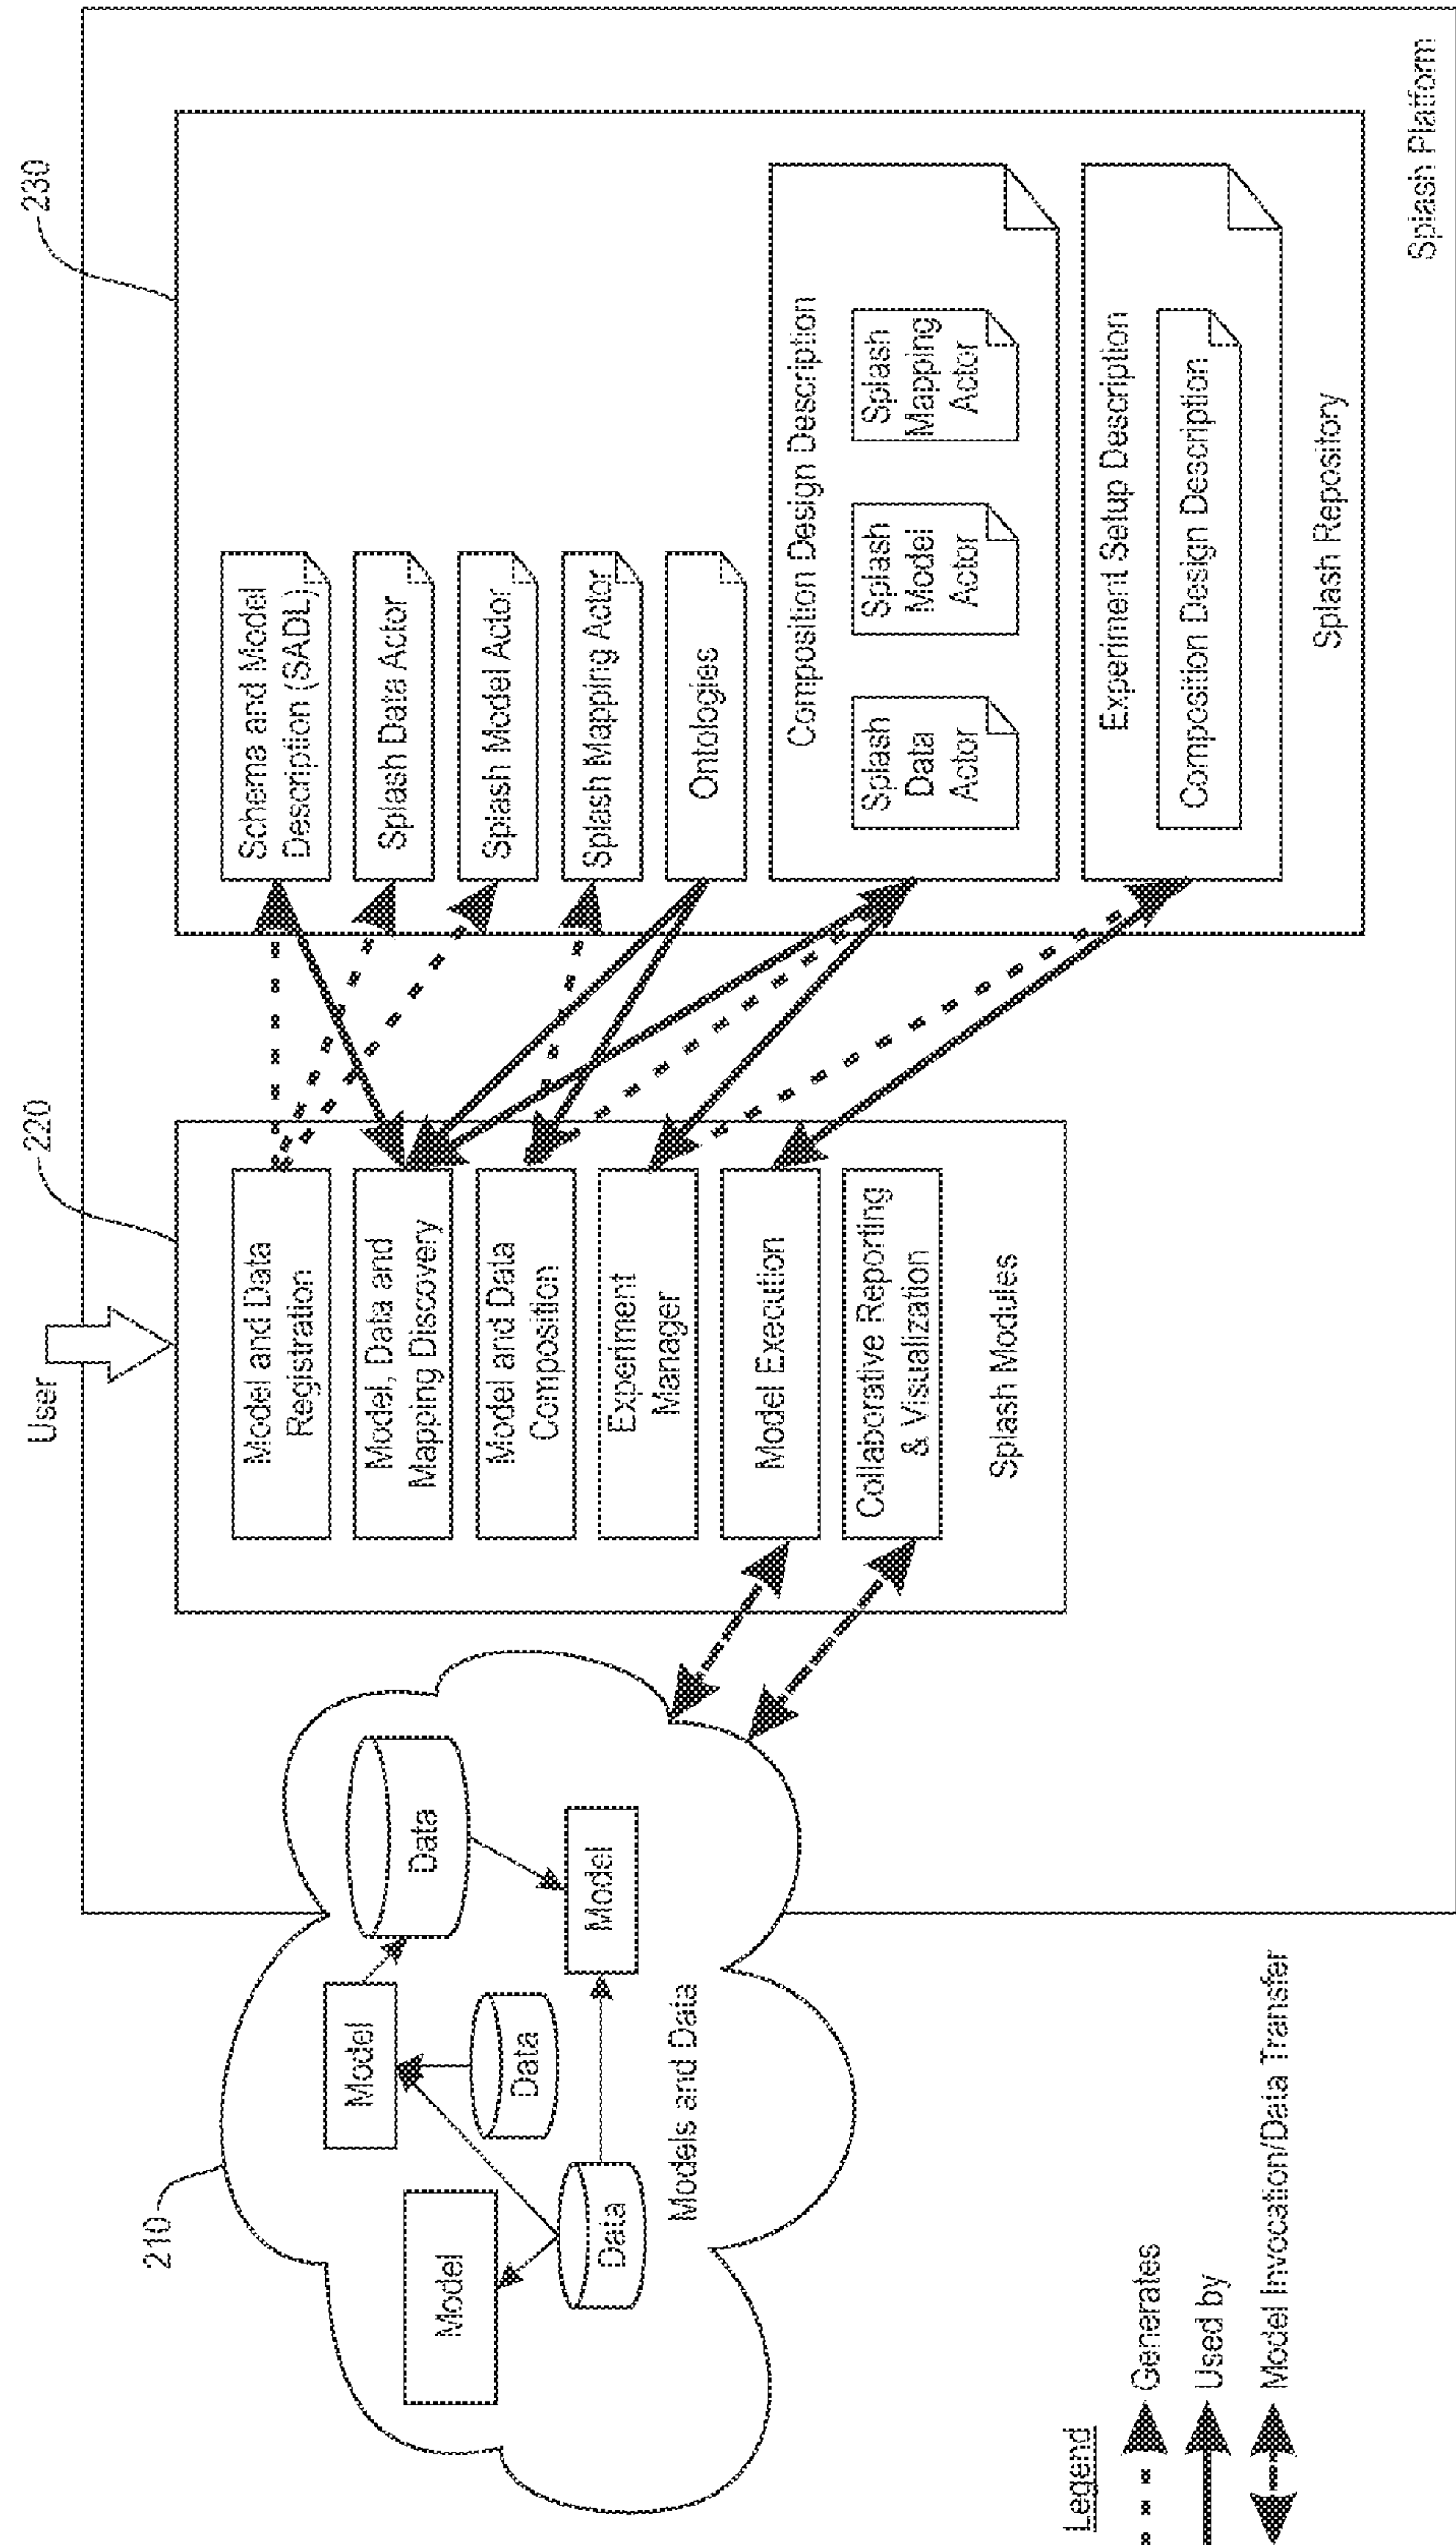 User
210
220
230
Model
Model
Data
Data
Data
Model
Models and Data
Model and Data
Registration
Model, Data and
Mapping Discovery
Model and Data
Composition
Experiment
Manager
Model Execution
Collaborative Reporting
& Visualization
Splash Modules
Schema and Model
Description (SADL)
Splash Data Actor
Splash Model Actor
Splash Mapping Actor
Ontologies
Composition Design Description
Splash
Data
Actor
Splash
Model
Actor
Splash
Mapping
Actor
Experiment Setup Description
Composition Design Description
Splash Repository
Splash Platform
Legend
Generates
Used by
Model Invocation/Data Transfer